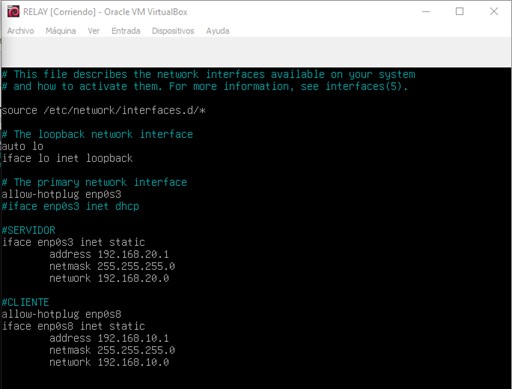 RELAY [Corriendo] - Oracle VM VirtualBox
Archivo Máquina Ver Entrada Dispositivos Ayuda
# This file describes the network interfaces available on your system
# and how to activate them. For more information, see interfaces(5).
source /etc/network/interfaces.d/*
# The loopback network interface
auto lo
iface lo inet loopback
# The primary network interface
allow-hotplug enp0s3
#iface enp0s3 inet dhcp
#SERVIDOR
iface enp0s3 inet static
address 192.168.20.1
netmask 255.255.255.0
network 192.168.20.0
#CLIENTE
allow-hotplug enp0s8
iface enp0s8 inet static
address 192.168.10.1
netmask 255.255.255.0
network 192.168.10.0